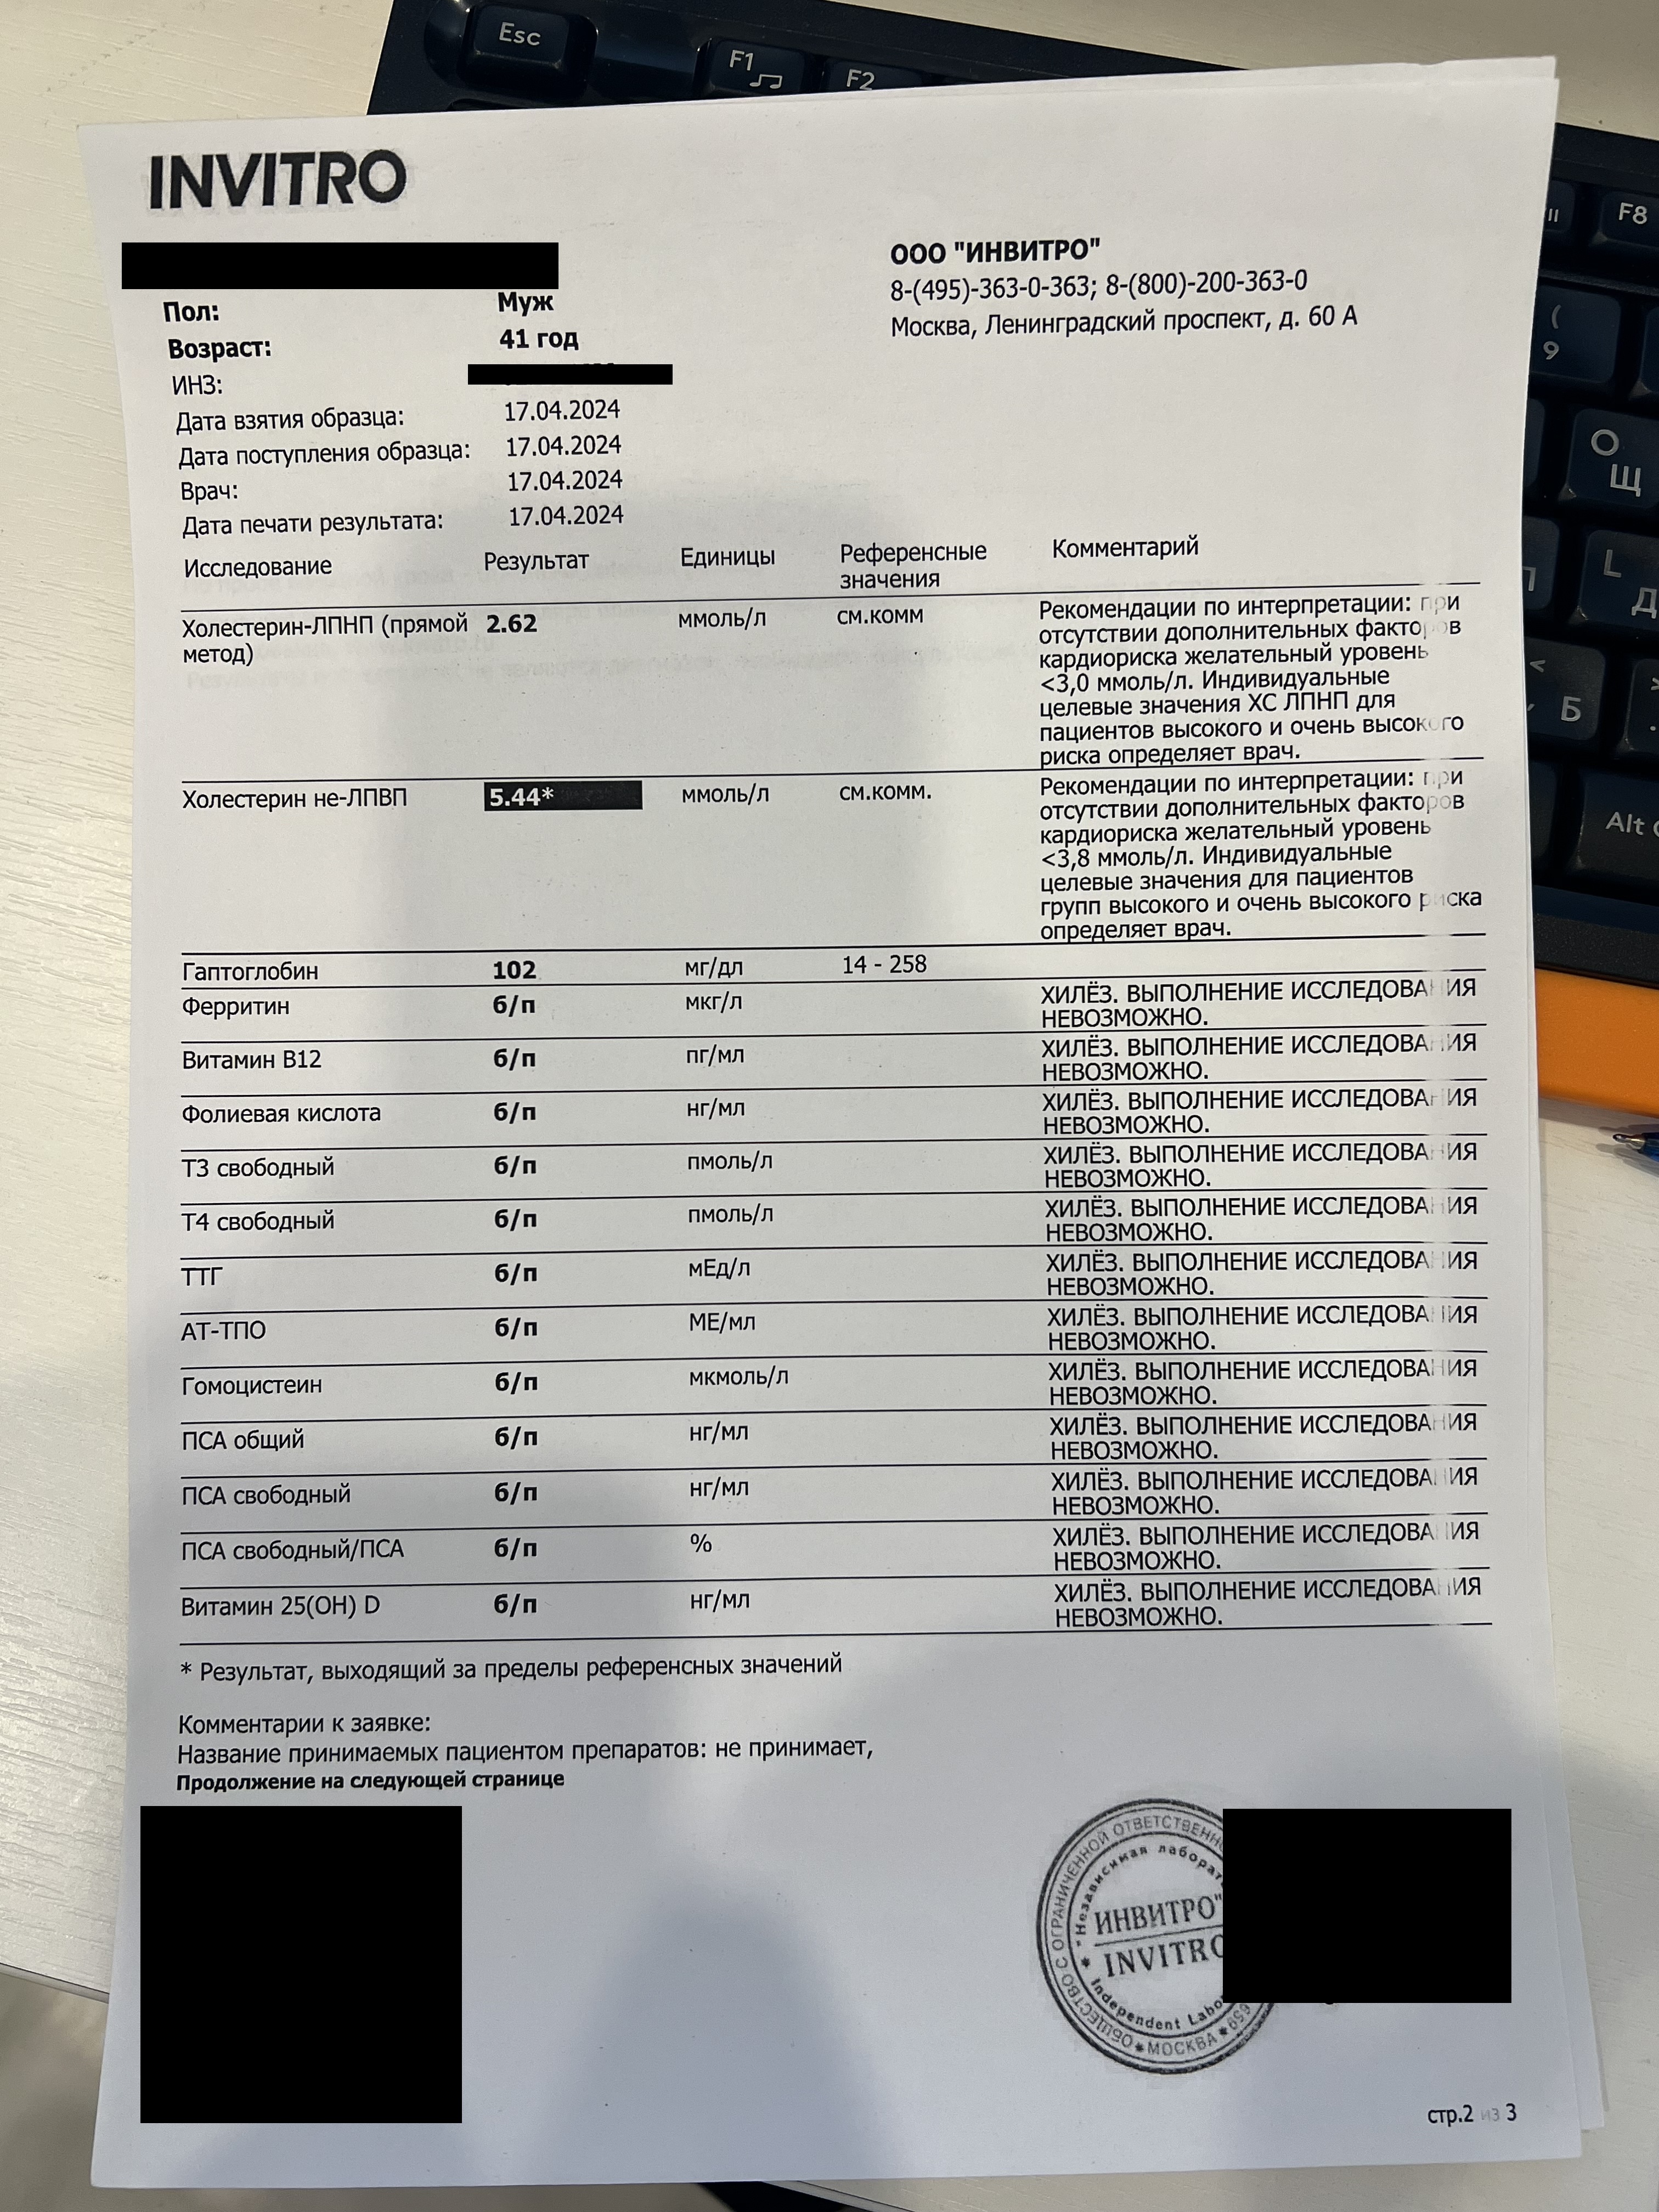 Esc
F1
F2
F8
(
9
O
Щ
L
Д
<
Б
Alt
INVITRO
ООО "ИНВИТРО"
8-(495)-363-0-363; 8-(800)-200-363-0
Москва, Ленинградский проспект, д. 60 А
Пол: Муж
Возраст: 41 год
ИНЗ:
Дата взятия образца: 17.04.2024
Дата поступления образца: 17.04.2024
Врач: 17.04.2024
Дата печати результата: 17.04.2024
Исследование Результат Единицы Референсные значения Комментарий
Холестерин-ЛПНП (прямой метод) 2.62 ммоль/л см.комм Рекомендации по интерпретации: при
отсутствии дополнительных факторов
кардиориска желательный уровень
<3,0 ммоль/л. Индивидуальные
целевые значения ХС ЛПНП для
пациентов высокого и очень высокого
риска определяет врач.
Холестерин не-ЛПВП 5.44* ммоль/л см.комм. Рекомендации по интерпретации: при
отсутствии дополнительных факторов
кардиориска желательный уровень
<3,8 ммоль/л. Индивидуальные
целевые значения для пациентов
групп высокого и очень высокого риска
определяет врач.
Гаптоглобин 102 мг/дл 14 - 258
Ферритин б/п мкг/л ХИЛЁЗ. ВЫПОЛНЕНИЕ ИССЛЕДОВАНИЯ
НЕВОЗМОЖНО.
Витамин В12 б/п пг/мл ХИЛЁЗ. ВЫПОЛНЕНИЕ ИССЛЕДОВАНИЯ
НЕВОЗМОЖНО.
Фолиевая кислота б/п нг/мл ХИЛЁЗ. ВЫПОЛНЕНИЕ ИССЛЕДОВАНИЯ
НЕВОЗМОЖНО.
Т3 свободный б/п пмоль/л ХИЛЁЗ. ВЫПОЛНЕНИЕ ИССЛЕДОВАНИЯ
НЕВОЗМОЖНО.
Т4 свободный б/п пмоль/л ХИЛЁЗ. ВЫПОЛНЕНИЕ ИССЛЕДОВАНИЯ
НЕВОЗМОЖНО.
ТТГ б/п мЕд/л ХИЛЁЗ. ВЫПОЛНЕНИЕ ИССЛЕДОВАНИЯ
НЕВОЗМОЖНО.
АТ-ТПО б/п МЕ/мл ХИЛЁЗ. ВЫПОЛНЕНИЕ ИССЛЕДОВАНИЯ
НЕВОЗМОЖНО.
Гомоцистеин б/п мкмоль/л ХИЛЁЗ. ВЫПОЛНЕНИЕ ИССЛЕДОВАНИЯ
НЕВОЗМОЖНО.
ПСА общий б/п нг/мл ХИЛЁЗ. ВЫПОЛНЕНИЕ ИССЛЕДОВАНИЯ
НЕВОЗМОЖНО.
ПСА свободный б/п нг/мл ХИЛЁЗ. ВЫПОЛНЕНИЕ ИССЛЕДОВАНИЯ
НЕВОЗМОЖНО.
ПСА свободный/ПСА б/п % ХИЛЁЗ. ВЫПОЛНЕНИЕ ИССЛЕДОВАНИЯ
НЕВОЗМОЖНО.
Витамин 25(ОН) D б/п нг/мл ХИЛЁЗ. ВЫПОЛНЕНИЕ ИССЛЕДОВАНИЯ
НЕВОЗМОЖНО.
* Результат, выходящий за пределы референсных значений
Комментарии к заявке:
Название принимаемых пациентом препаратов: не принимает,
Продолжение на следующей странице
ОБЩЕСТВО С ОГРАНИЧЕННОЙ
"Независимая
ИНВИТРО"
INVITRO
Independent
МОСКВА
стр.2 из 3